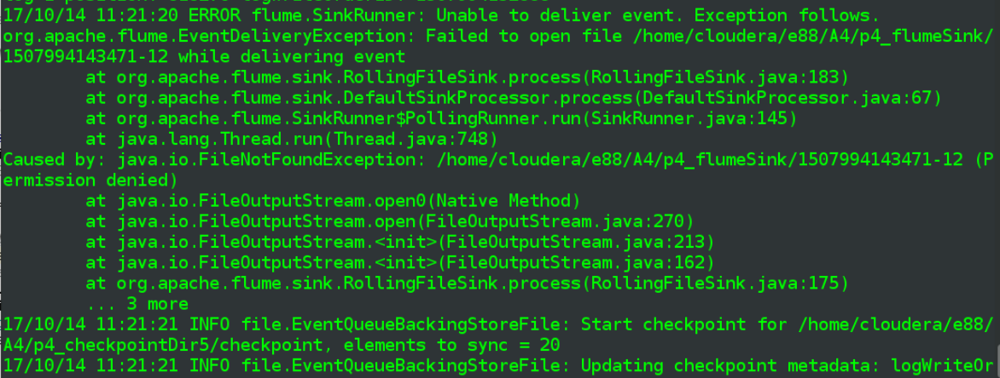 17/10/14 11:21:20 ERROR flume.SinkRunner: Unable to deliver event. Exception follows.
org.apache.flume.EventDeliveryException: Failed to open file /home/cloudera/e88/A4/p4_flumeSink/
1507994143471-12 while delivering event
        at org.apache.flume.sink.RollingFileSink.process(RollingFileSink.java:183)
        at org.apache.flume.sink.DefaultSinkProcessor.process(DefaultSinkProcessor.java:67)
        at org.apache.flume.SinkRunner$PollingRunner.run(SinkRunner.java:145)
        at java.lang.Thread.run(Thread.java:748)
Caused by: java.io.FileNotFoundException: /home/cloudera/e88/A4/p4_flumeSink/1507994143471-12 (P
ermission denied)
        at java.io.FileOutputStream.open0(Native Method)
        at java.io.FileOutputStream.open(FileOutputStream.java:270)
        at java.io.FileOutputStream.<init>(FileOutputStream.java:213)
        at java.io.FileOutputStream.<init>(FileOutputStream.java:162)
        at org.apache.flume.sink.RollingFileSink.process(RollingFileSink.java:175)
        ... 3 more
17/10/14 11:21:21 INFO file.EventQueueBackingStoreFile: Start checkpoint for /home/cloudera/e88/
A4/p4_checkpointDir5/checkpoint, elements to sync = 20
17/10/14 11:21:21 INFO file.EventQueueBackingStoreFile: Updating checkpoint metadata: logWriteOr